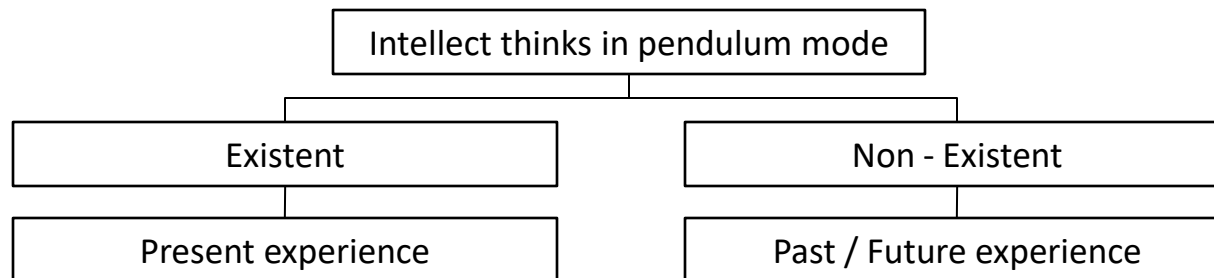 Intellect thinks in pendulum mode
Existent
Non - Existent
Present experience
Past / Future experience